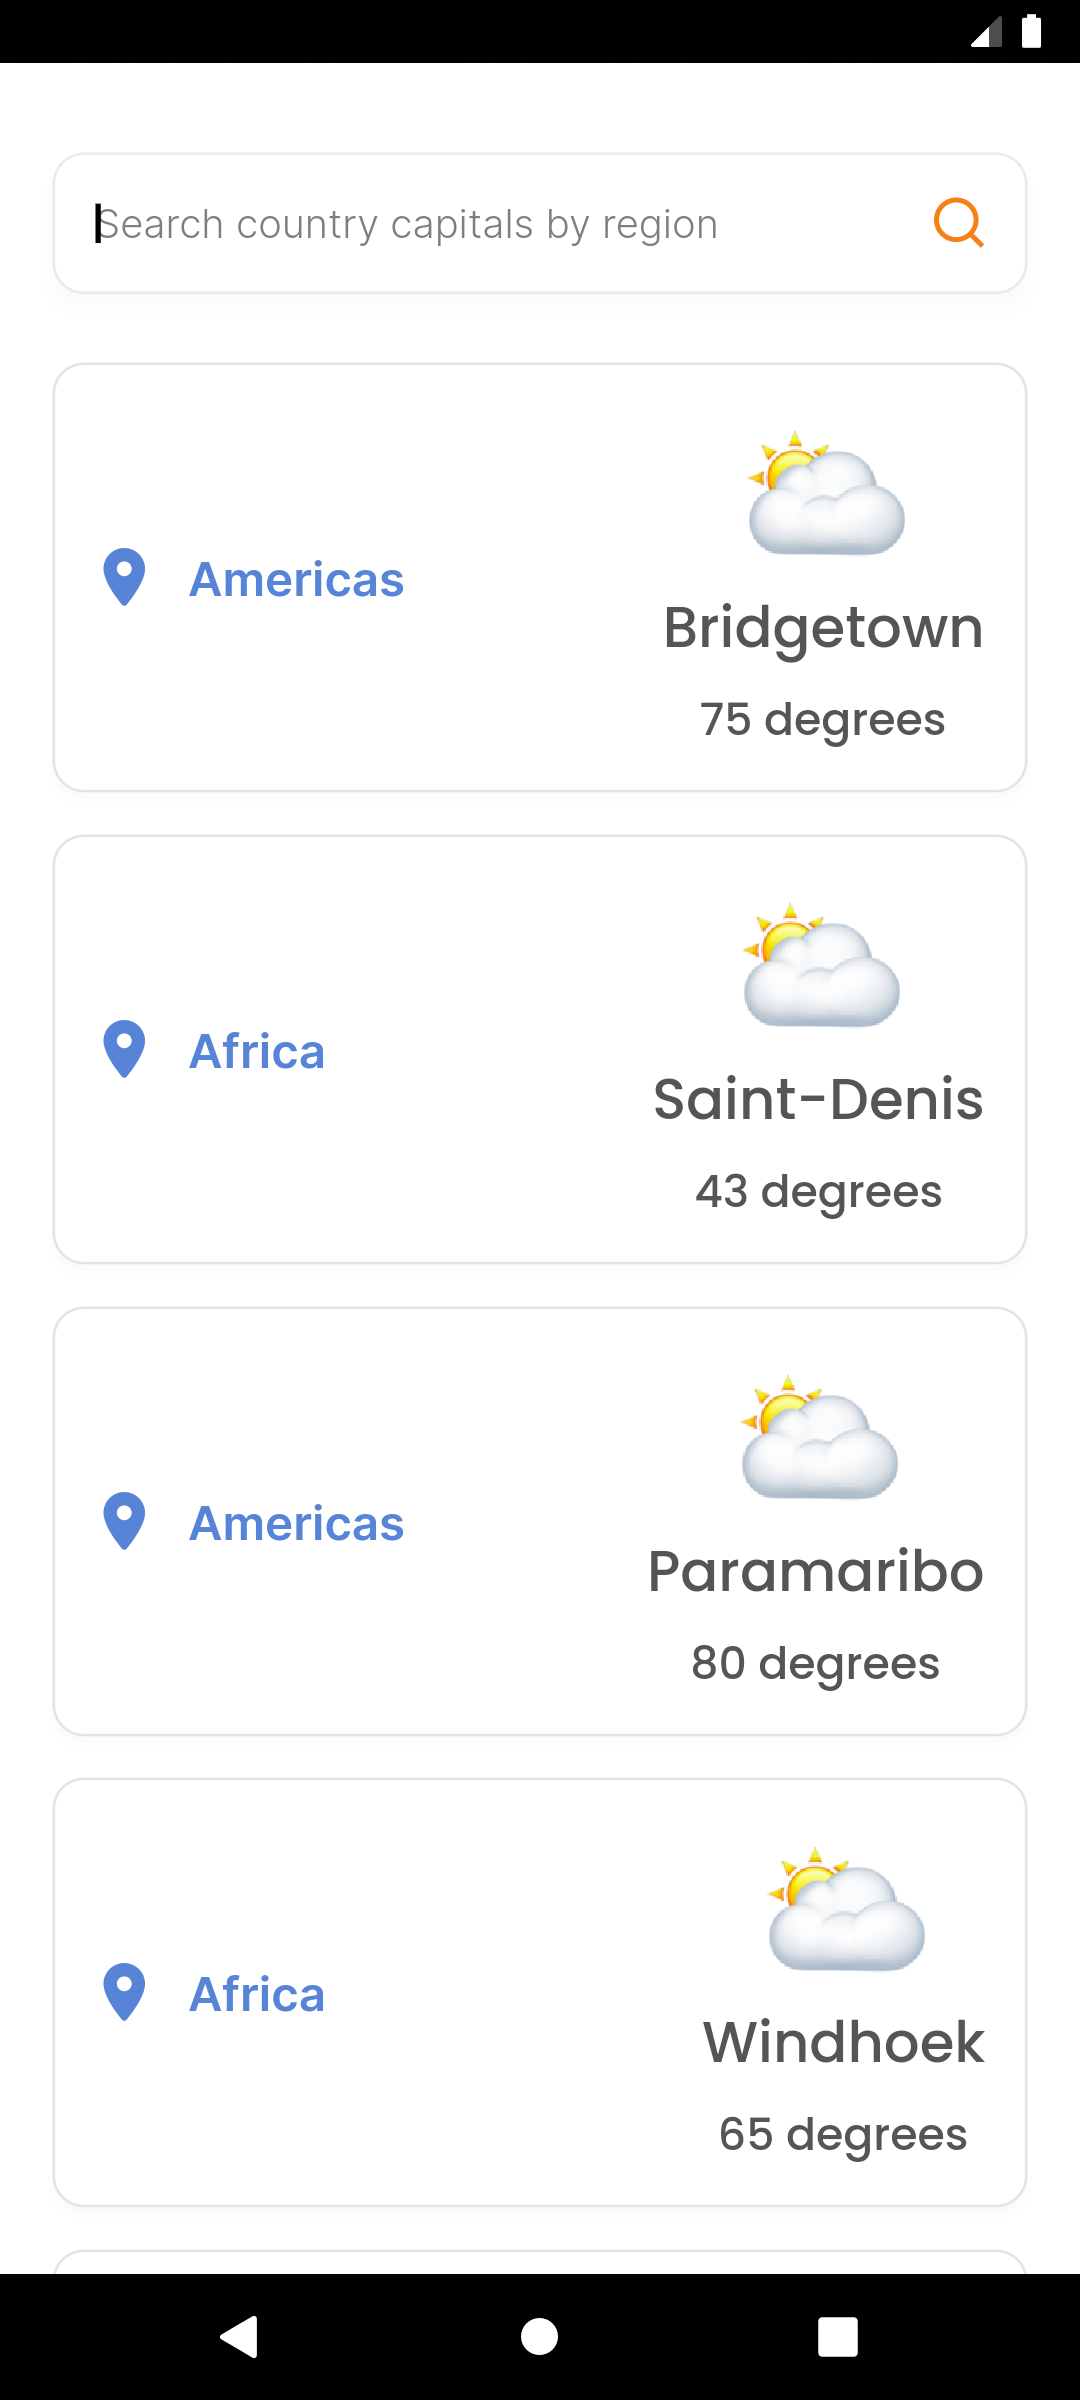 Search country capitals by region
Americas
Bridgetown
75 degrees
Africa
Saint-Denis
43 degrees
Americas
Paramaribo
80 degrees
Africa
Windhoek
65 degrees